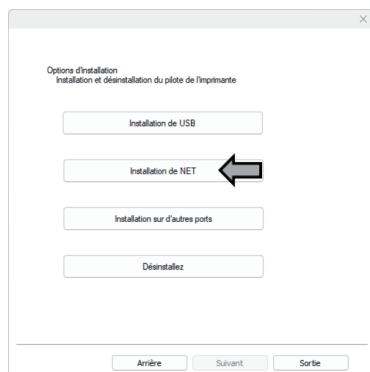 Options d'installation
Installation et désinstallation du pilote de l'imprimante
Installation de USB
Installation de NET
Installation sur d'autres ports
Désinstallez
Arrière Suivant Sortie